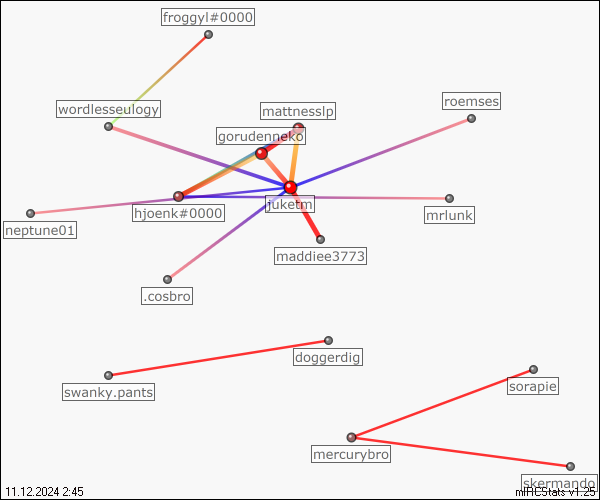 froggyl#0000
wordlesseulogy
mattnesslp
roemses
gorudenneko
hjoenk#0000
juketm
mrlunk
neptune01
maddiee3773
.cosbro
doggerdig
swanky.pants
sorapie
mercurybro
skermando
11.12.2024 2:45
mIRCStats v1.25